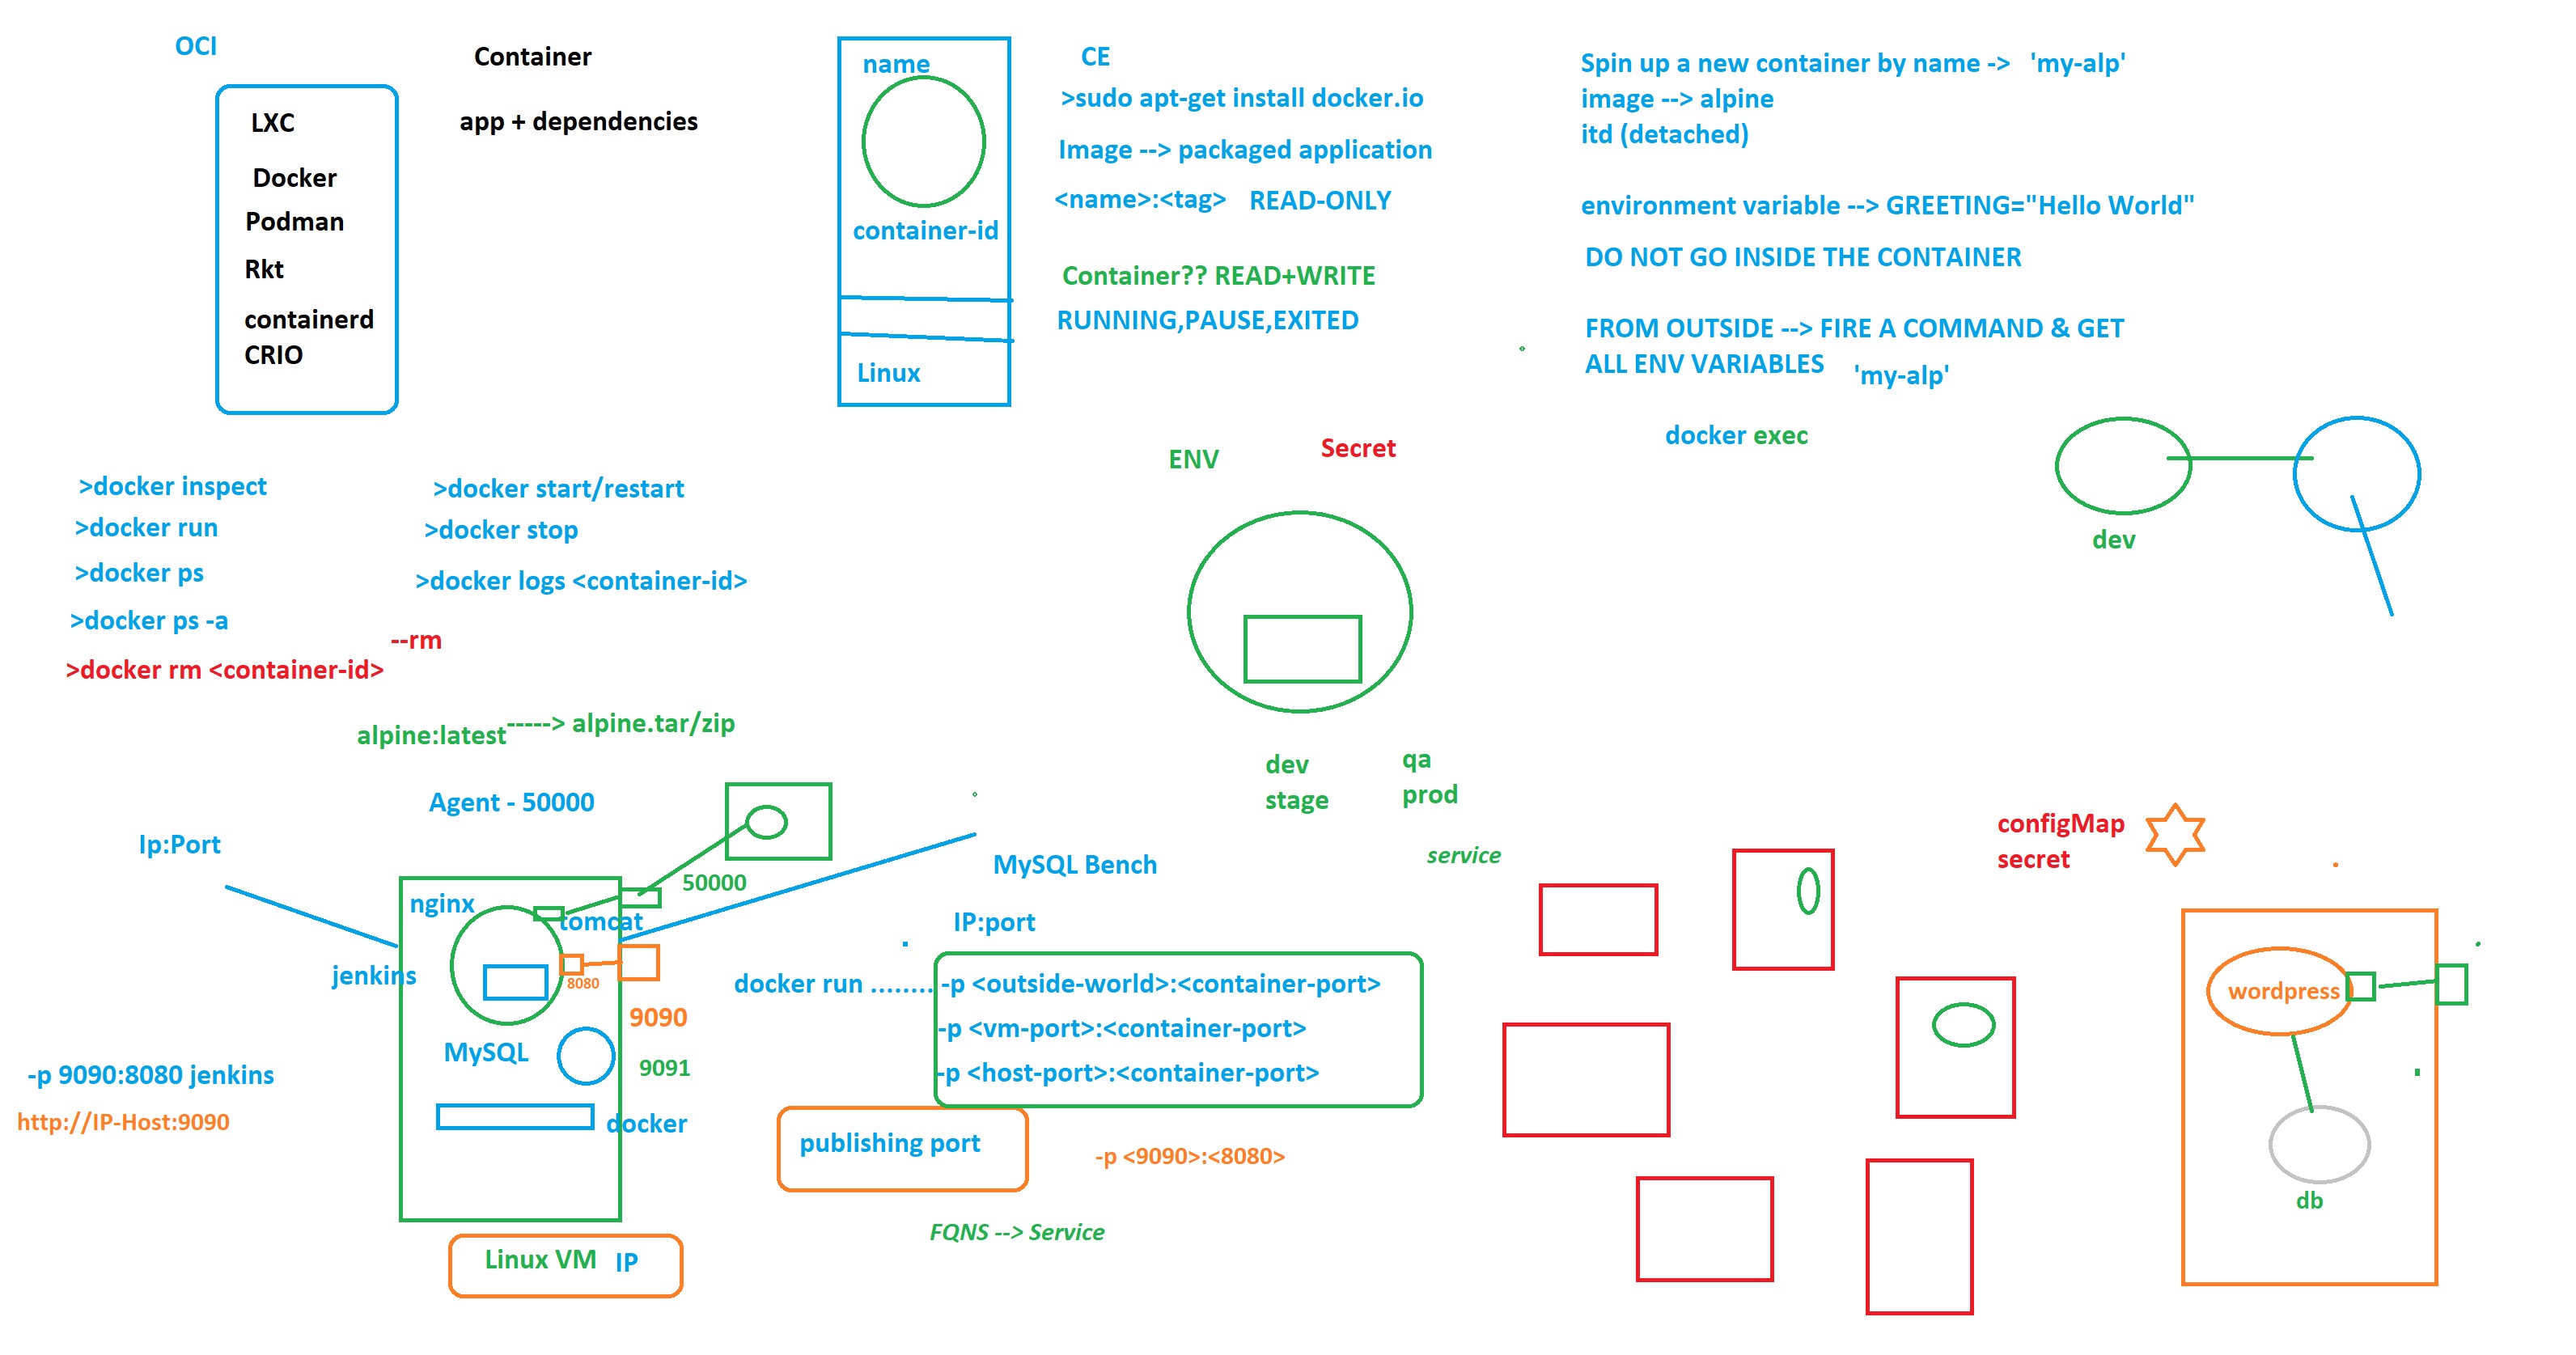 OCI
LXC
Docker
Podman
Rkt
containerd
CRIO
Container
app + dependencies
name
container-id
Linux
CE
>sudo apt-get install docker.io
Image --> packaged application
<name>:<tag> READ-ONLY
Container?? READ+WRITE
RUNNING,PAUSE,EXITED
Spin up a new container by name -> 'my-alp'
image --> alpine
itd (detached)
environment variable --> GREETING="Hello World"
DO NOT GO INSIDE THE CONTAINER
FROM OUTSIDE --> FIRE A COMMAND & GET
ALL ENV VARIABLES 'my-alp'
docker exec
dev
>docker inspect
>docker run
>docker ps
>docker ps -a
>docker rm <container-id>
--rm
>docker start/restart
>docker stop
>docker logs <container-id>
ENV
Secret
dev
stage
qa
prod
alpine:latest -----> alpine.tar/zip
Agent - 50000
Ip:Port
50000
nginx
tomcat
jenkins
8080
9090
MySQL
9091
docker
-p 9090:8080 jenkins
http://IP-Host:9090
Linux VM IP
MySQL Bench
IP:port
docker run ........ -p <outside-world>:<container-port>
-p <vm-port>:<container-port>
-p <host-port>:<container-port>
publishing port
-p <9090>:<8080>
FQNS --> Service
service
configMap
secret
wordpress
db